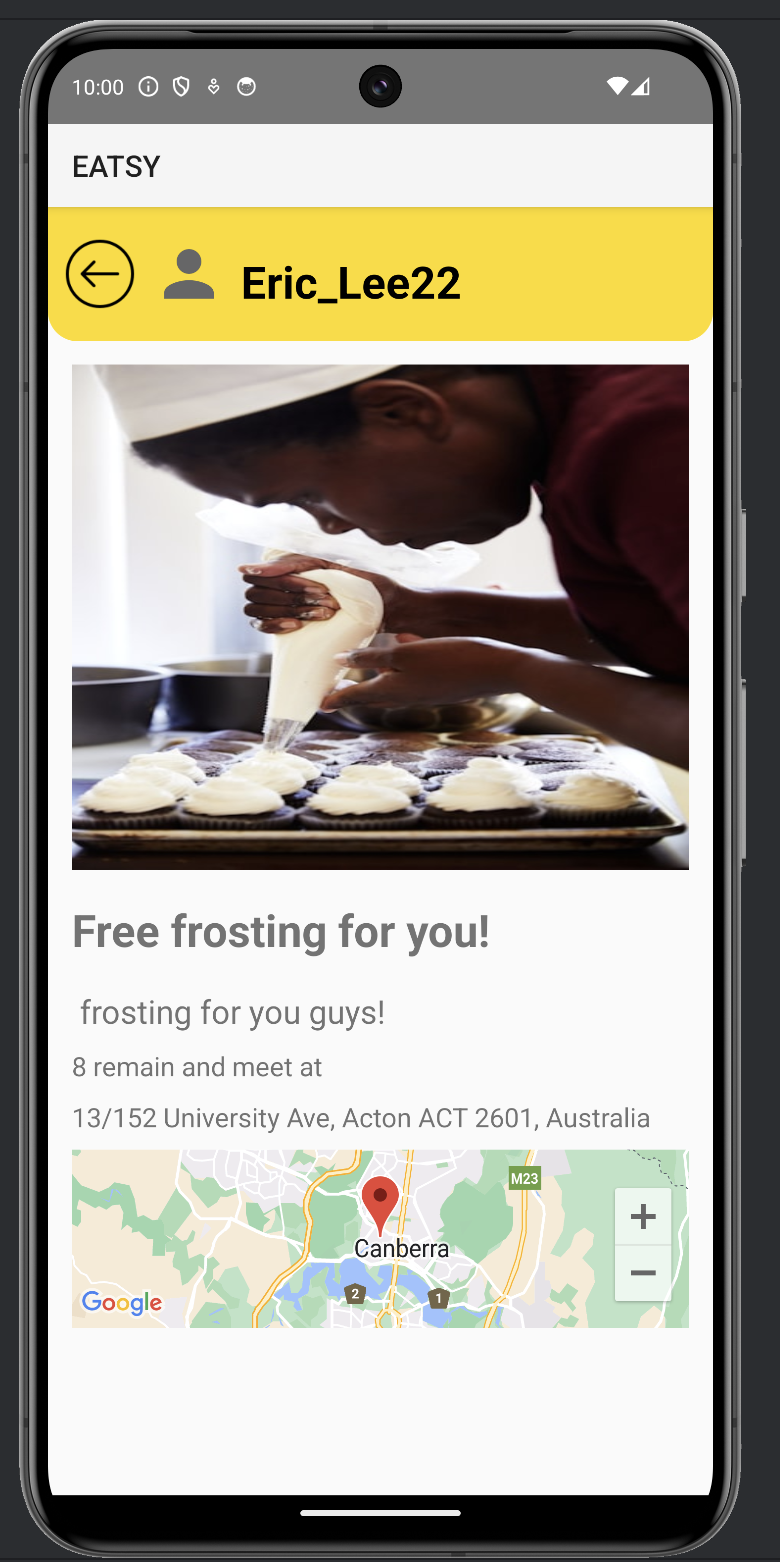 10:00
EATSY
Eric_Lee22
Free frosting for you!
frosting for you guys!
8 remain and meet at
13/152 University Ave, Acton ACT 2601, Australia
M23
+
Canberra
−
2
1
Google